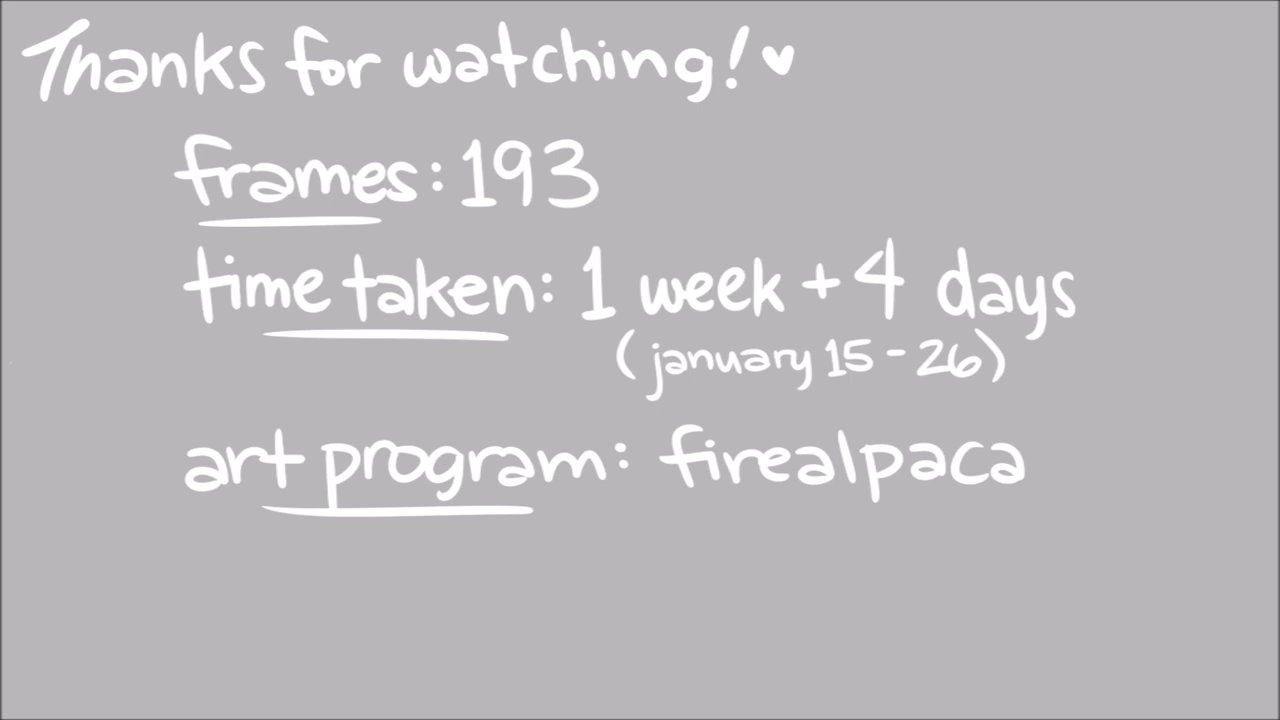 Thanks for watching! ♥
frames: 193
time taken: 1 week + 4 days
(january 15 - 26)
art program: firealpaca